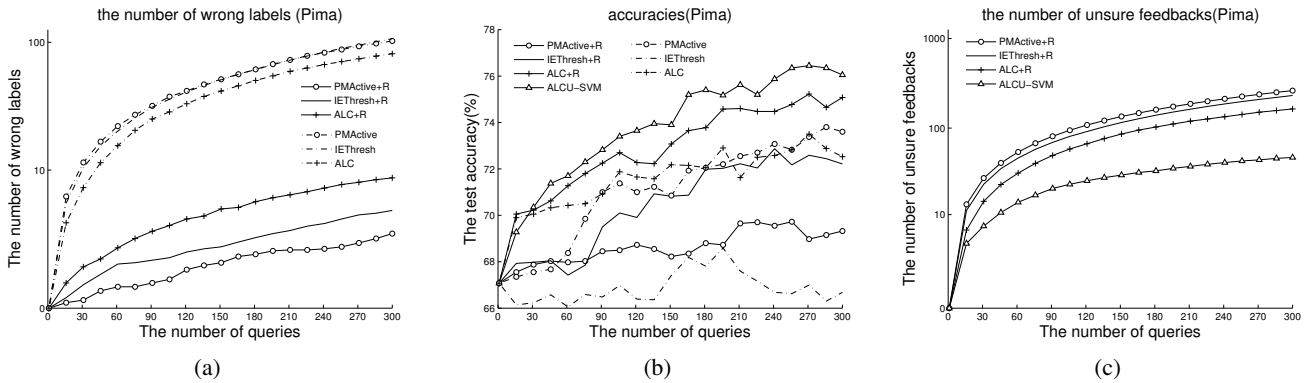 the number of wrong labels (Pima)
The number of wrong labels
100
10
0
PMActive+R
IEThresh+R
ALC+R
PMActive
IEThresh
ALC
0 30 60 90 120 150 180 210 240 270 300
The number of queries
(a)
accuracies(Pima)
The test accuracy(%)
78
76
74
72
70
68
66
PMActive+R
IEThresh+R
ALC+R
ALCU-SVM
PMActive
IEThresh
ALC
0 30 60 90 120 150 180 210 240 270 300
The number of queries
(b)
the number of unsure feedbacks(Pima)
The number of unsure feedbacks
1000
100
10
0
PMActive+R
IEThresh+R
ALC+R
ALCU-SVM
0 30 60 90 120 150 180 210 240 270 300
The number of queries
(c)